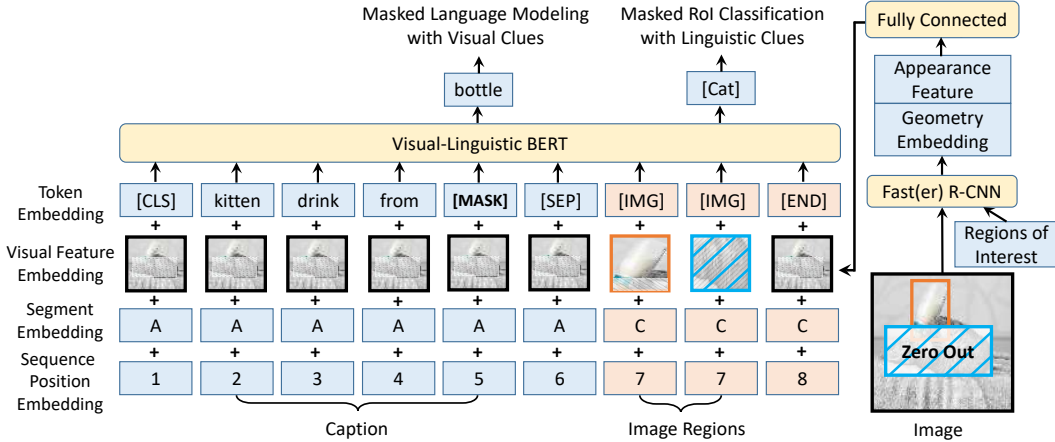 Masked Language Modeling
with Visual Clues
Masked RoI Classification
with Linguistic Clues
Fully Connected
Appearance
Feature
Geometry
Embedding
Fast(er) R-CNN
Regions of
Interest
bottle
[Cat]
Visual-Linguistic BERT
Token
Embedding
[CLS] kitten drink from [MASK] [SEP] [IMG] [IMG] [END]
+ + + + + + + + +
Visual Feature
Embedding
+ + + + + + + + +
Segment
Embedding
A A A A A A C C C
+ + + + + + + + +
Sequence
Position
Embedding
1 2 3 4 5 6 7 7 8
Caption
Image Regions
Zero Out
Image